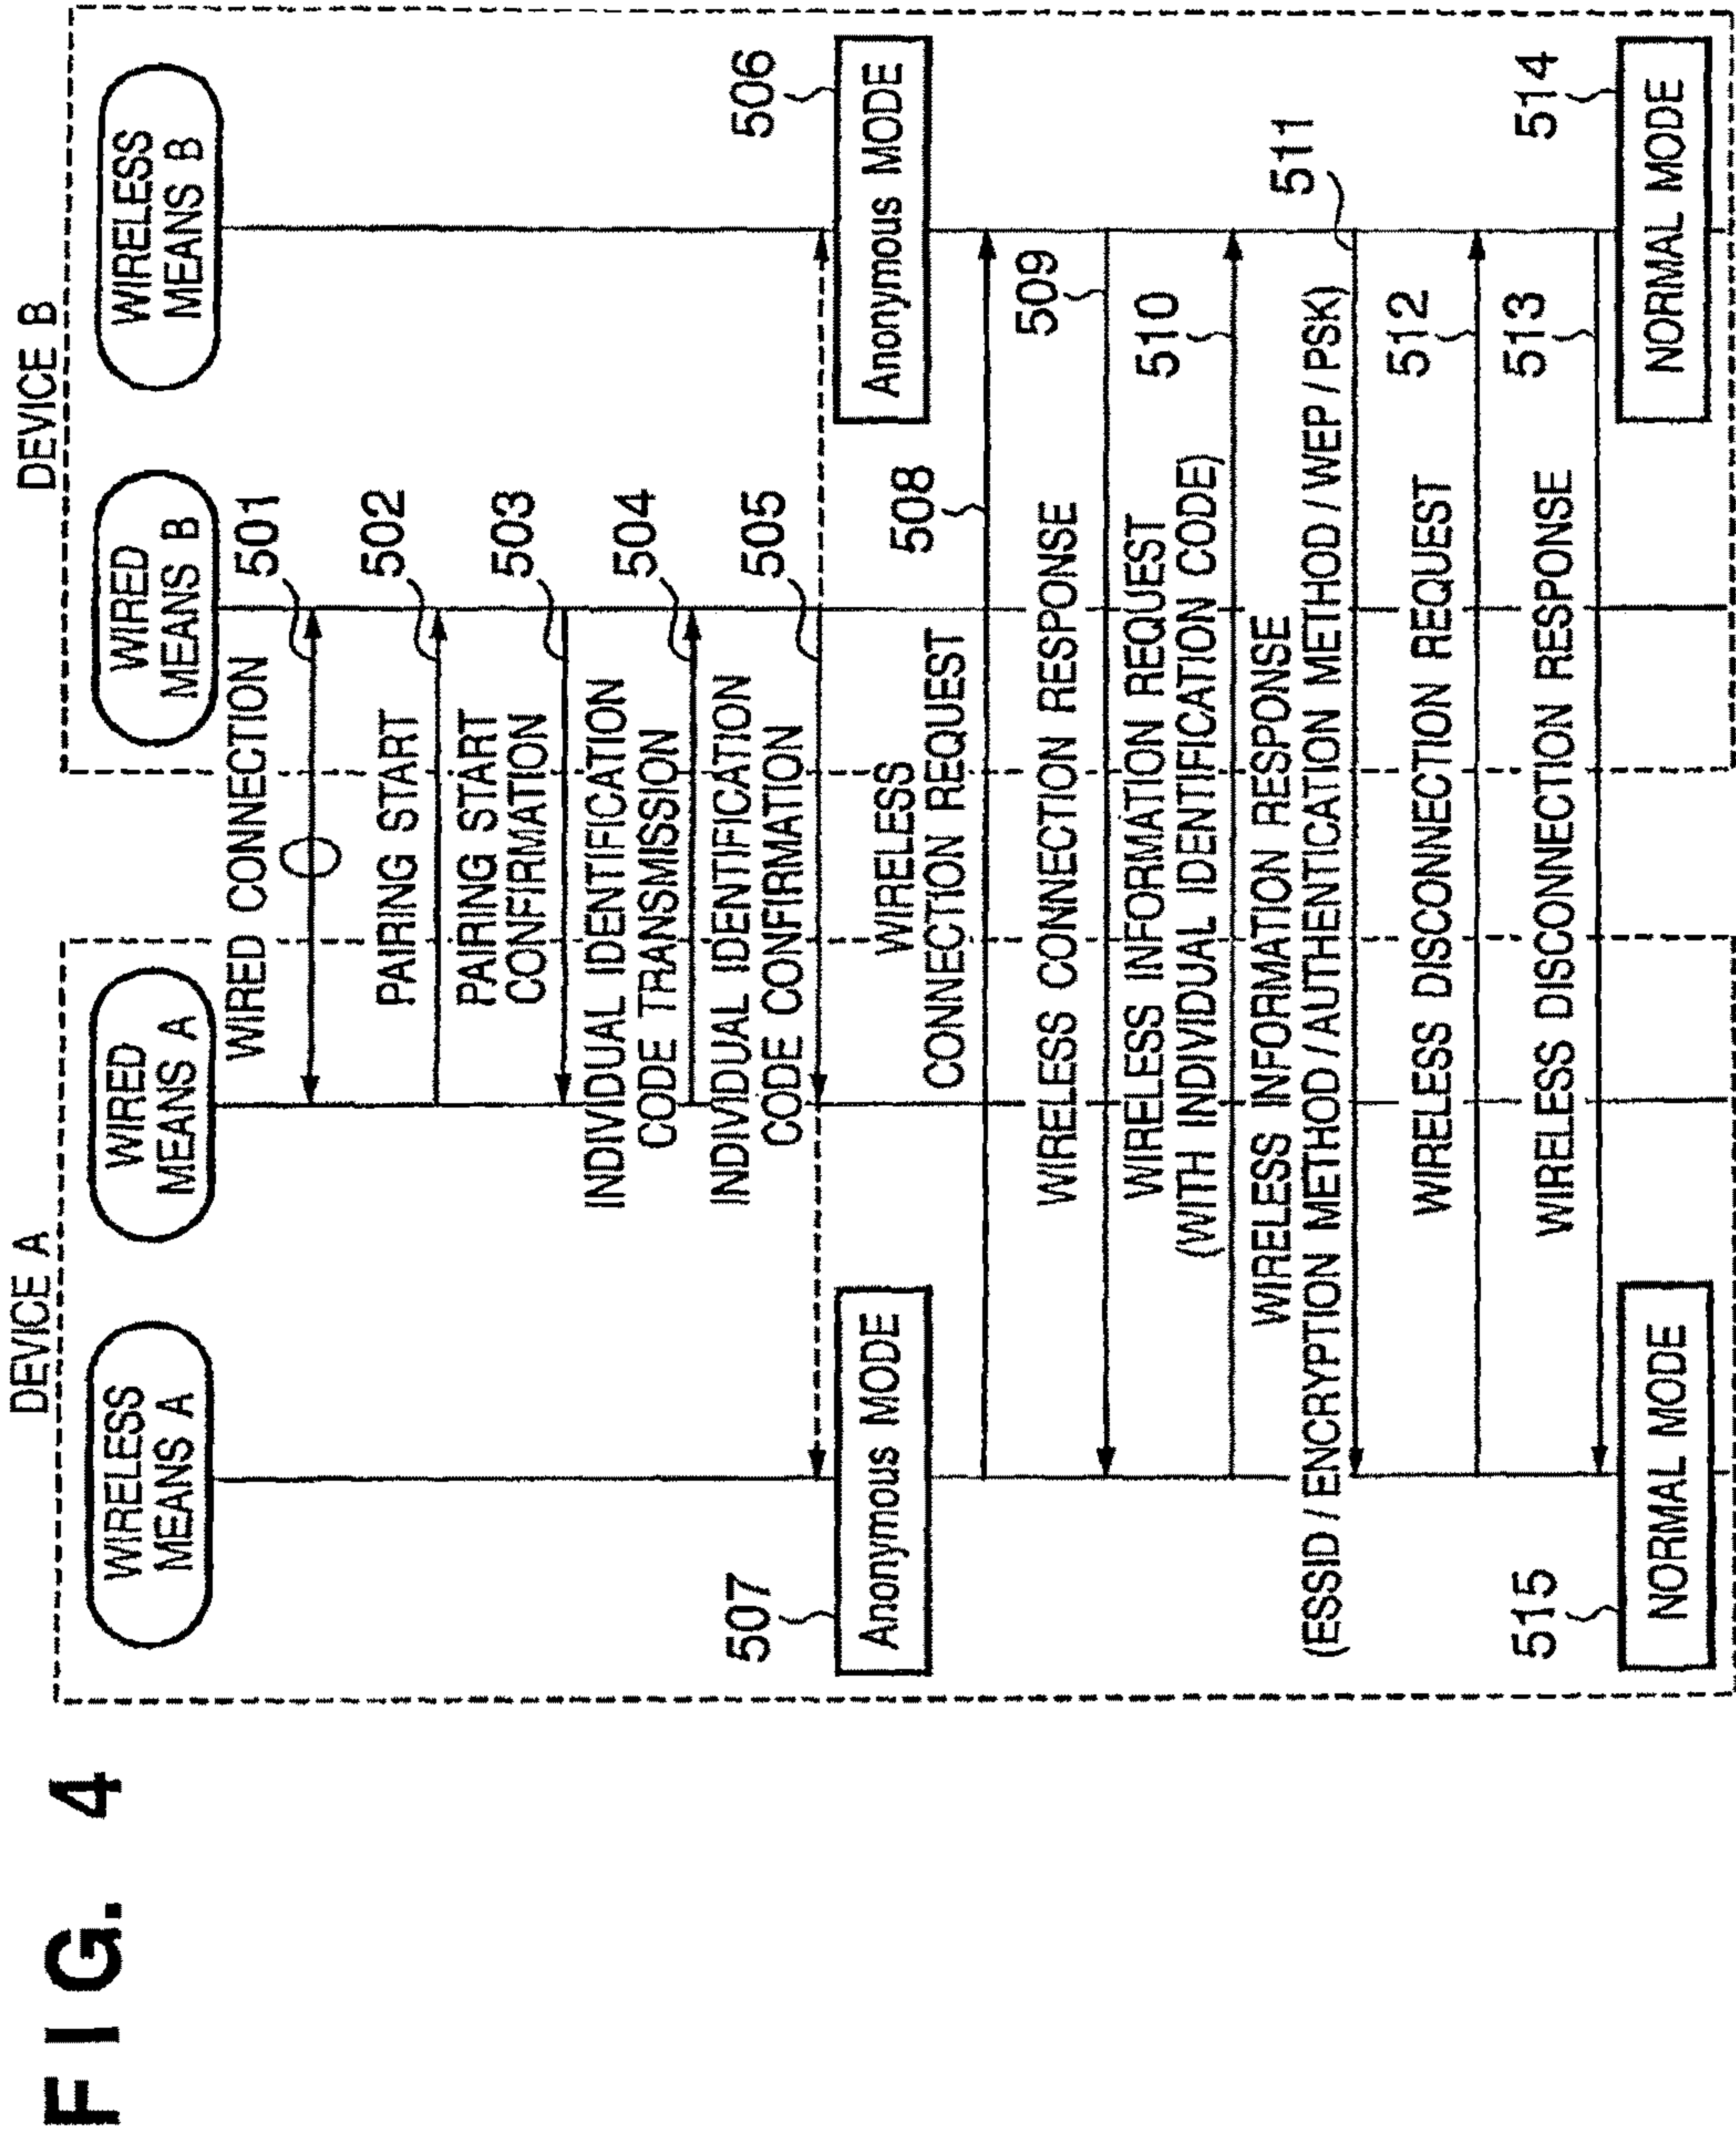 FIG. 4
DEVICE A
DEVICE B
WIRELESS
MEANS A
WIRED
MEANS A
WIRED
MEANS B
WIRELESS
MEANS B
WIRED CONNECTION
501
PAIRING START
502
PAIRING START
CONFIRMATION
503
INDIVIDUAL IDENTIFICATION
CODE TRANSMISSION
504
INDIVIDUAL IDENTIFICATION
CODE CONFIRMATION
505
507
Anonymous MODE
506
Anonymous MODE
WIRELESS
CONNECTION REQUEST
508
WIRELESS CONNECTION RESPONSE
509
WIRELESS INFORMATION REQUEST
(WITH INDIVIDUAL IDENTIFICATION CODE)
510
WIRELESS INFORMATION RESPONSE
(ESSID / ENCRYPTION METHOD / AUTHENTICATION METHOD / WEP / PSK)
511
WIRELESS DISCONNECTION REQUEST
512
WIRELESS DISCONNECTION RESPONSE
513
515
NORMAL MODE
514
NORMAL MODE